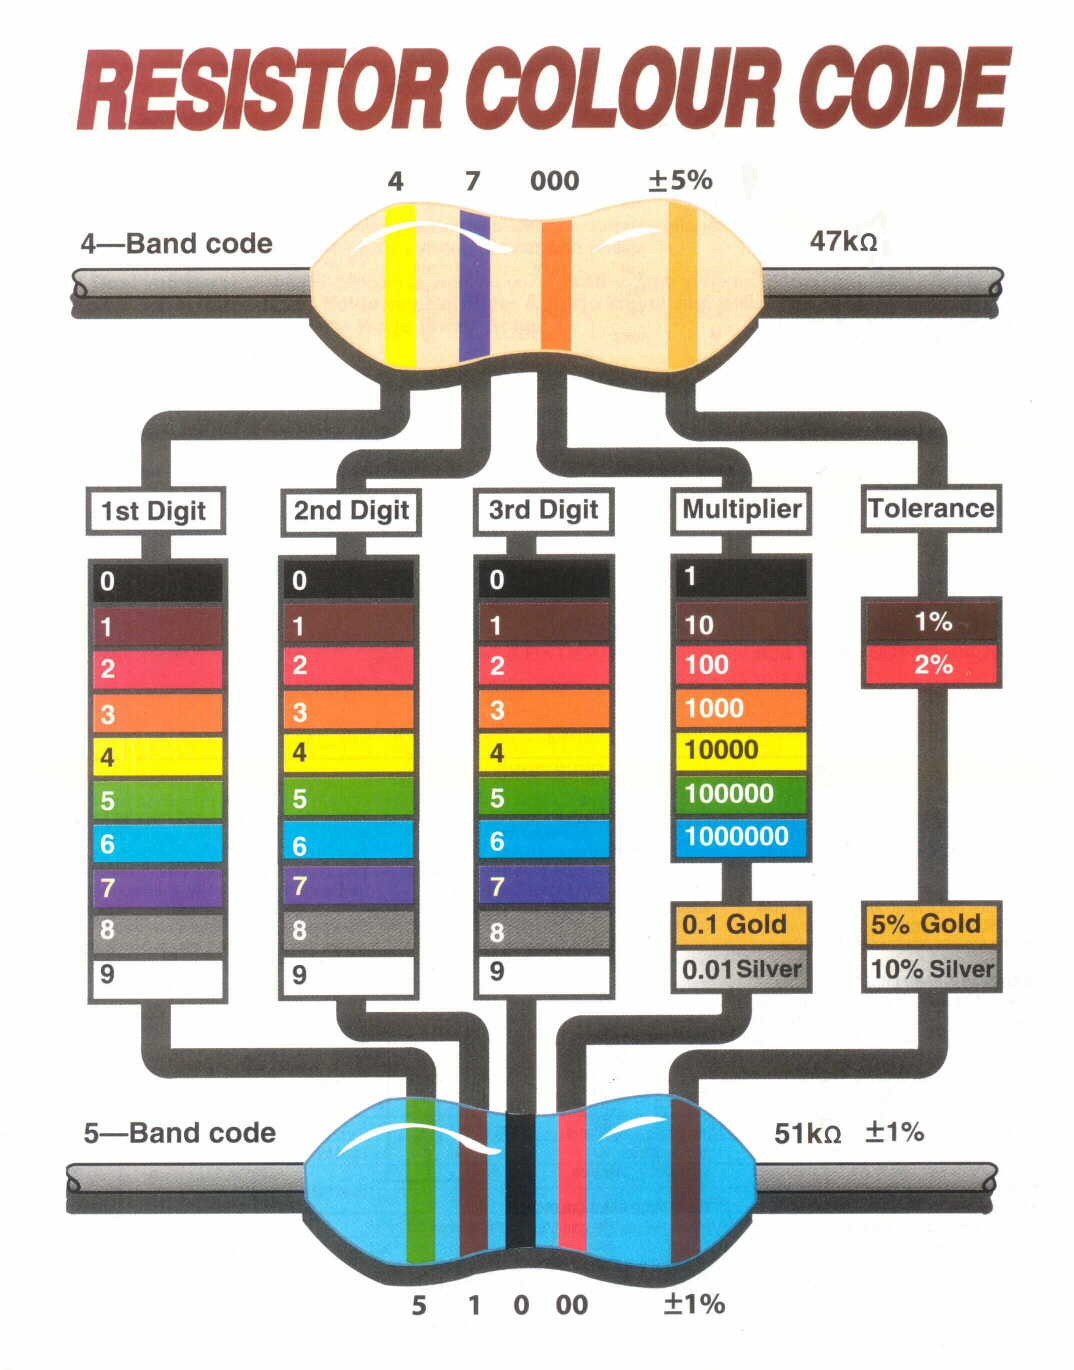 RESISTOR COLOUR CODE
4 7 000 ±5%
4—Band code
47kΩ
1st Digit 2nd Digit 3rd Digit Multiplier Tolerance
0 0 0 1
1 1 1 10 1%
2 2 2 100 2%
3 3 3 1000
4 4 4 10000
5 5 5 100000
6 6 6 1000000
7 7 7
8 8 8 0.1 Gold 5% Gold
9 9 9 0.01 Silver 10% Silver
5—Band code
51kΩ ±1%
5 1 0 00 ±1%